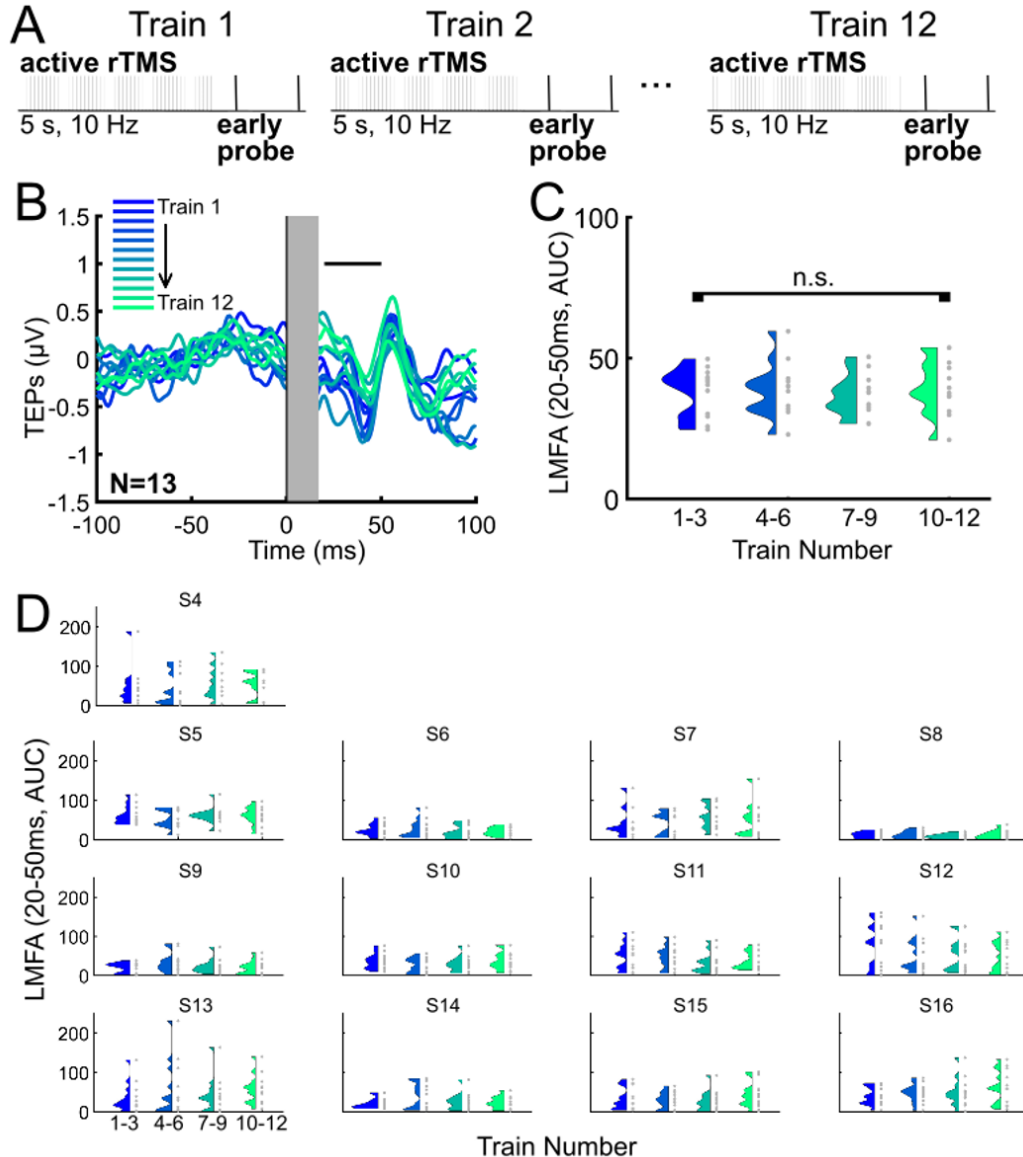 A
Train 1
Train 2
Train 12
active rTMS
active rTMS
active rTMS
...
5 s, 10 Hz
early
probe
5 s, 10 Hz
early
probe
5 s, 10 Hz
early
probe
B
Train 1
Train 12
TEPs (µV)
1.5
1
0.5
0
-0.5
-1
-1.5
N=13
-100
-50
0
50
100
Time (ms)
C
LMFA (20-50ms, AUC)
100
50
0
n.s.
1-3
4-6
7-9
10-12
Train Number
D
LMFA (20-50ms, AUC)
S4
200
100
0
S5
S6
S7
S8
200
100
0
S9
S10
S11
S12
200
100
0
S13
S14
S15
S16
200
100
0
1-3
4-6
7-9
10-12
Train Number